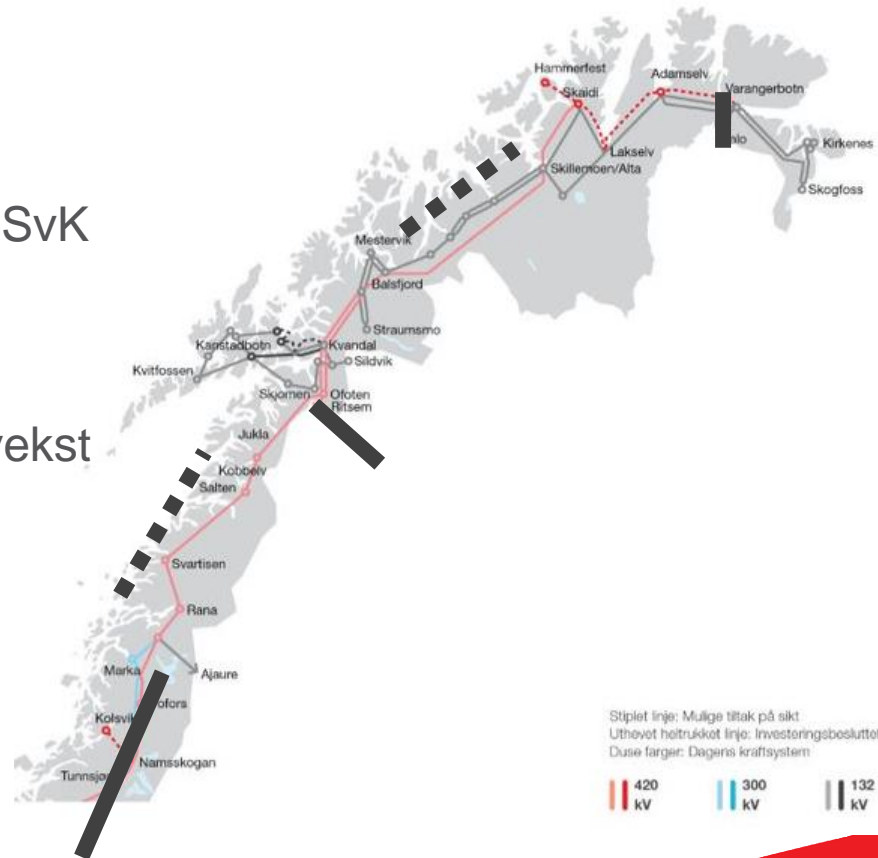 Hammerfest
Skaidi
Adamselv
Varangerbotn
Kirkenes
Lakselv
Skillemoen/Alta
Skogfoss
SvK
Mestervik
Balsfjord
Straumsmo
Kanstadbotn
Kvandal
Sildvik
Kvitfossen
Skjomen
Ofoten
Ritsem
vekst
Jukla
Kobbelv
Salten
Svartisen
Rana
Marka
Ajaure
Namsskogan
Stiplet linje: Mulige tiltak på sikt
Uthevet heltrukket linje: Investeringsbeslutte
Duse farger: Dagens kraftsystem
420 kV
300 kV
132 kV